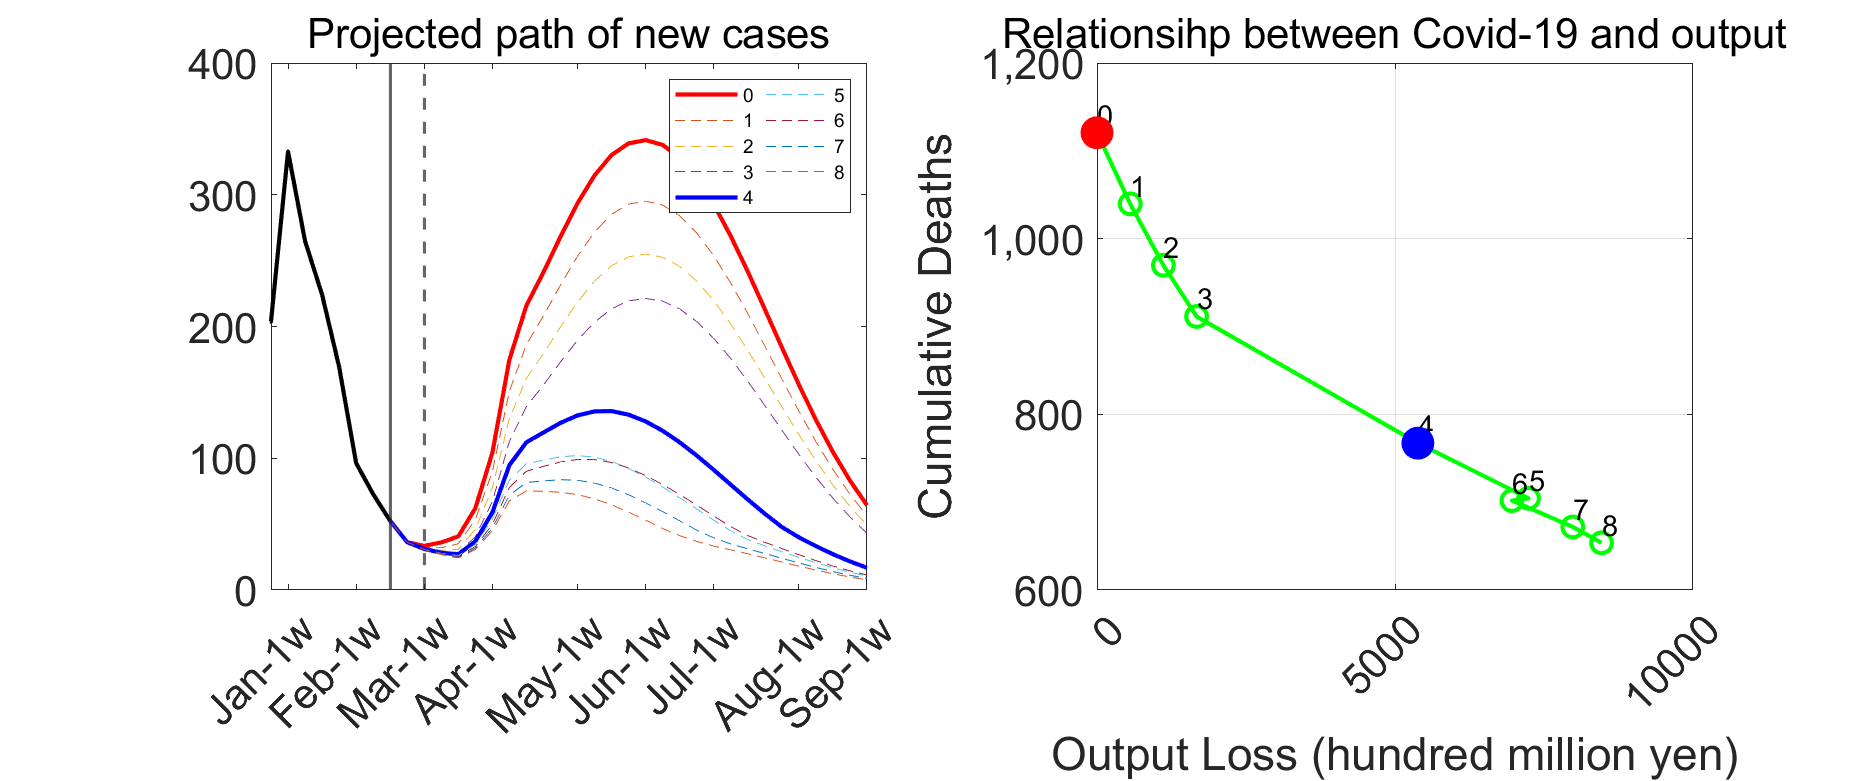 Projected path of new cases
400
300
200
100
0
Jan-1w
Feb-1w
Mar-1w
Apr-1w
May-1w
Jun-1w
Jul-1w
Aug-1w
Sep-1w
0 5
1 6
2 7
3 8
4
Relationsihp between Covid-19 and output
Cumulative Deaths
1,200
1,000
800
600
0
1
2
3
4
6
5
7
8
0
5000
10000
Output Loss (hundred million yen)